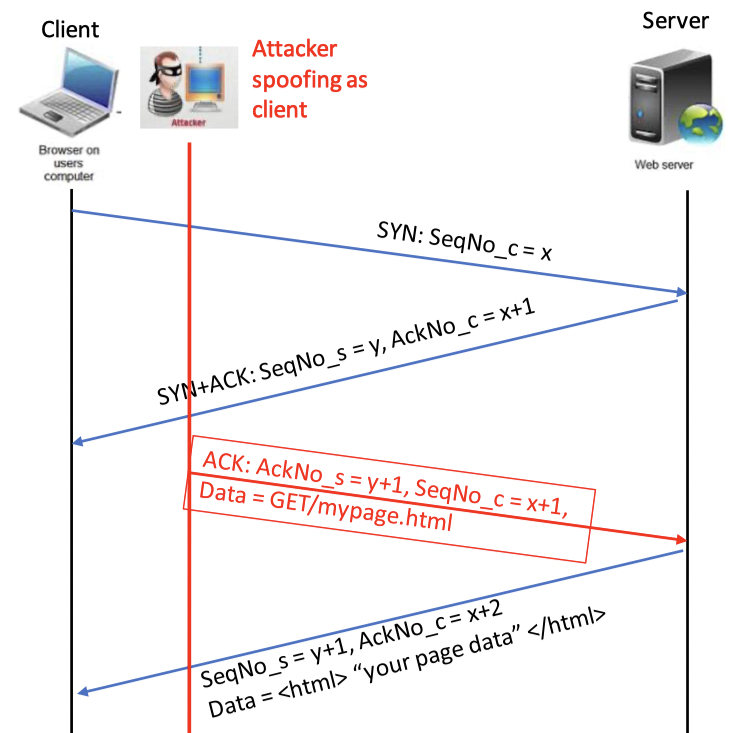 Client
Server
Attacker
spoofing as
client
Attacker
Browser on
users
computer
Web server
SYN: SeqNo_c = x
SYN+ACK: SeqNo_s = y, AckNo_c = x+1
ACK: AckNo_s = y+1, SeqNo_c = x+1,
Data = GET/mypage.html
SeqNo_s = y+1, AckNo_c = x+2
Data = <html> “your page data” </html>